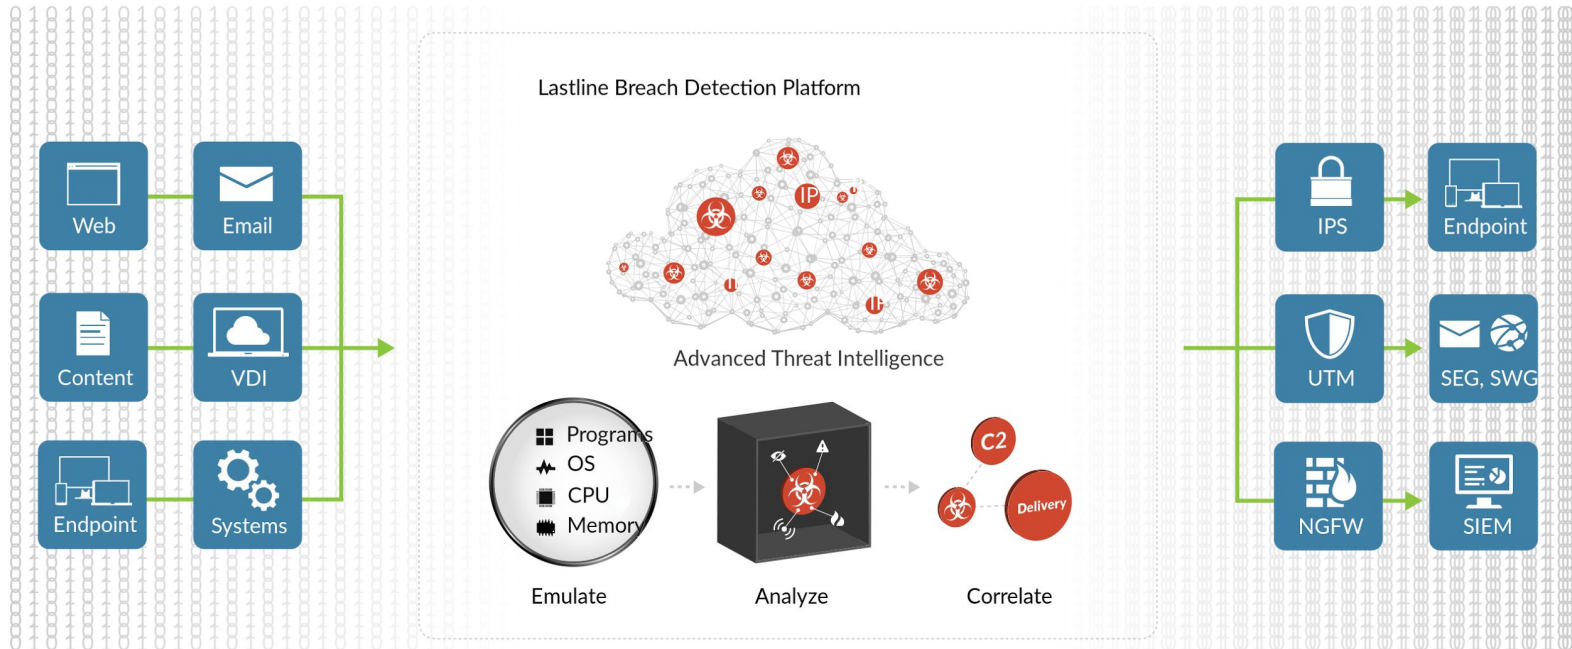 Lastline Breach Detection Platform
Web
Email
Content
VDI
Endpoint
Systems
IP
Advanced Threat Intelligence
Programs
OS
CPU
Memory
Emulate
Analyze
C2
Delivery
Correlate
IPS
Endpoint
UTM
SEG, SWG
NGFW
SIEM